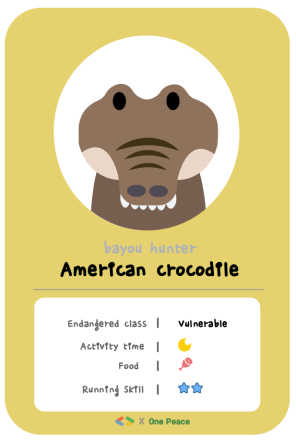 bayou hunter
American crocodile
Endangered class | Vulnerable
Activity time |
Food |
Running Skill |
X One Peace